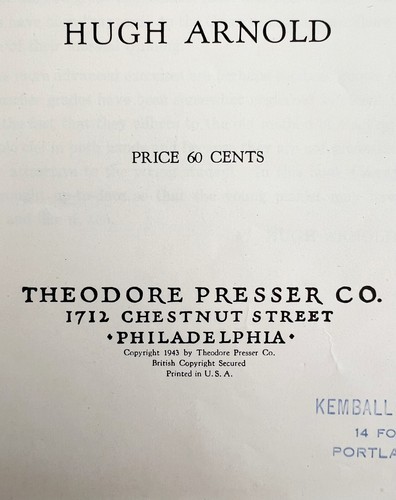 HUGH ARNOLD
PRICE 60 CENTS
THEODORE PRESSER CO.
1712 CHESTNUT STREET
•PHILADELPHIA•
Copyright 1943 by Theodore Presser Co.
British Copyright Secured
Printed in U. S. A.
KEMBALL
14 FO
PORTLA